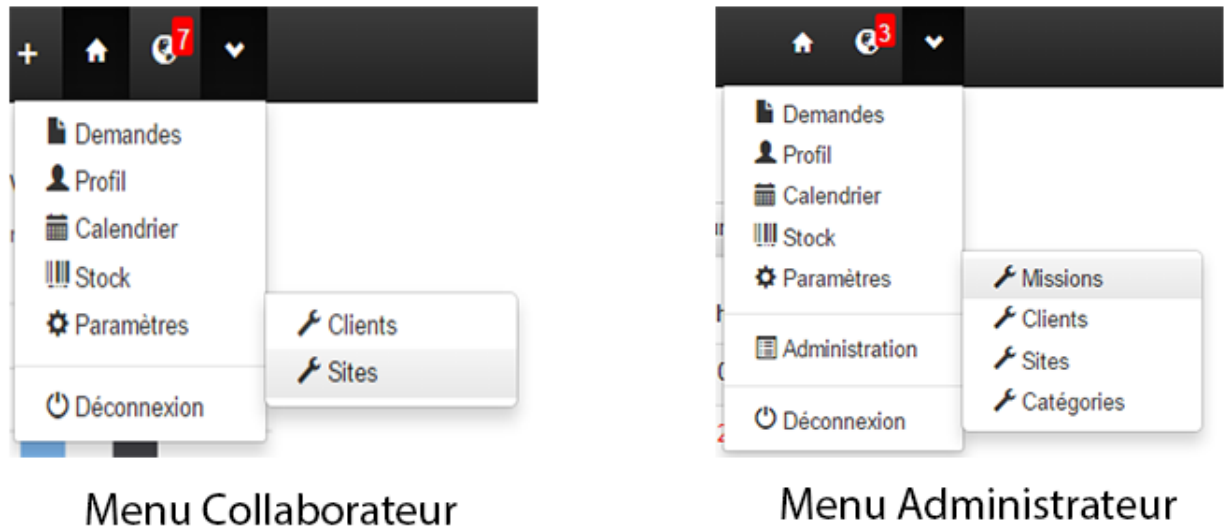 7
Demandes
Profil
Calendrier
Stock
Paramètres
Clients
Sites
Déconnexion
Menu Collaborateur
3
Demandes
Profil
Calendrier
Stock
Paramètres
Missions
Clients
Sites
Catégories
Administration
Déconnexion
Menu Administrateur